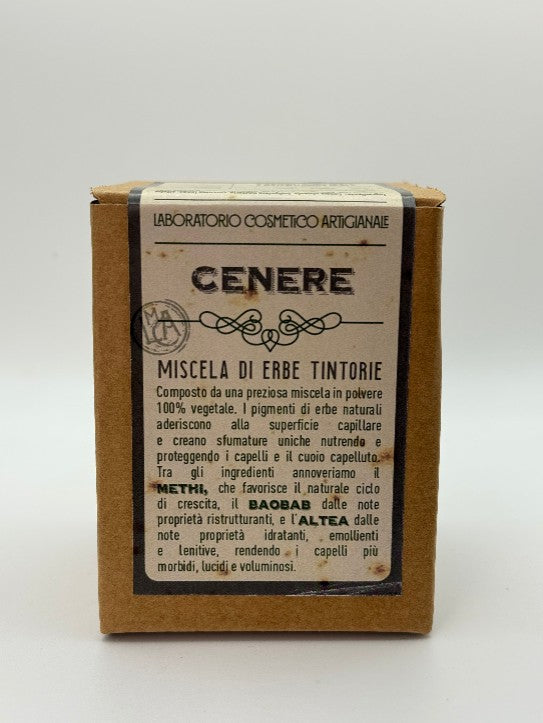 LABORATORIO COSMETICO ARTIGIANALE
CENERE
LMCA
MISCELA DI ERBE TINTORIE
Composto da una preziosa miscela in polvere
100% vegetale. I pigmenti di erbe naturali
aderiscono alla superficie capillare
e creano sfumature uniche nutrendo e
proteggendo i capelli e il cuoio capelluto.
Tra gli ingredienti annoveriamo il
METHI, che favorisce il naturale ciclo
di crescita, il BAOBAB dalle note
proprietà ristrutturanti, e l'ALTEA dalle
note proprietà idratanti, emollienti
e lenitive, rendendo i capelli più
morbidi, lucidi e voluminosi.